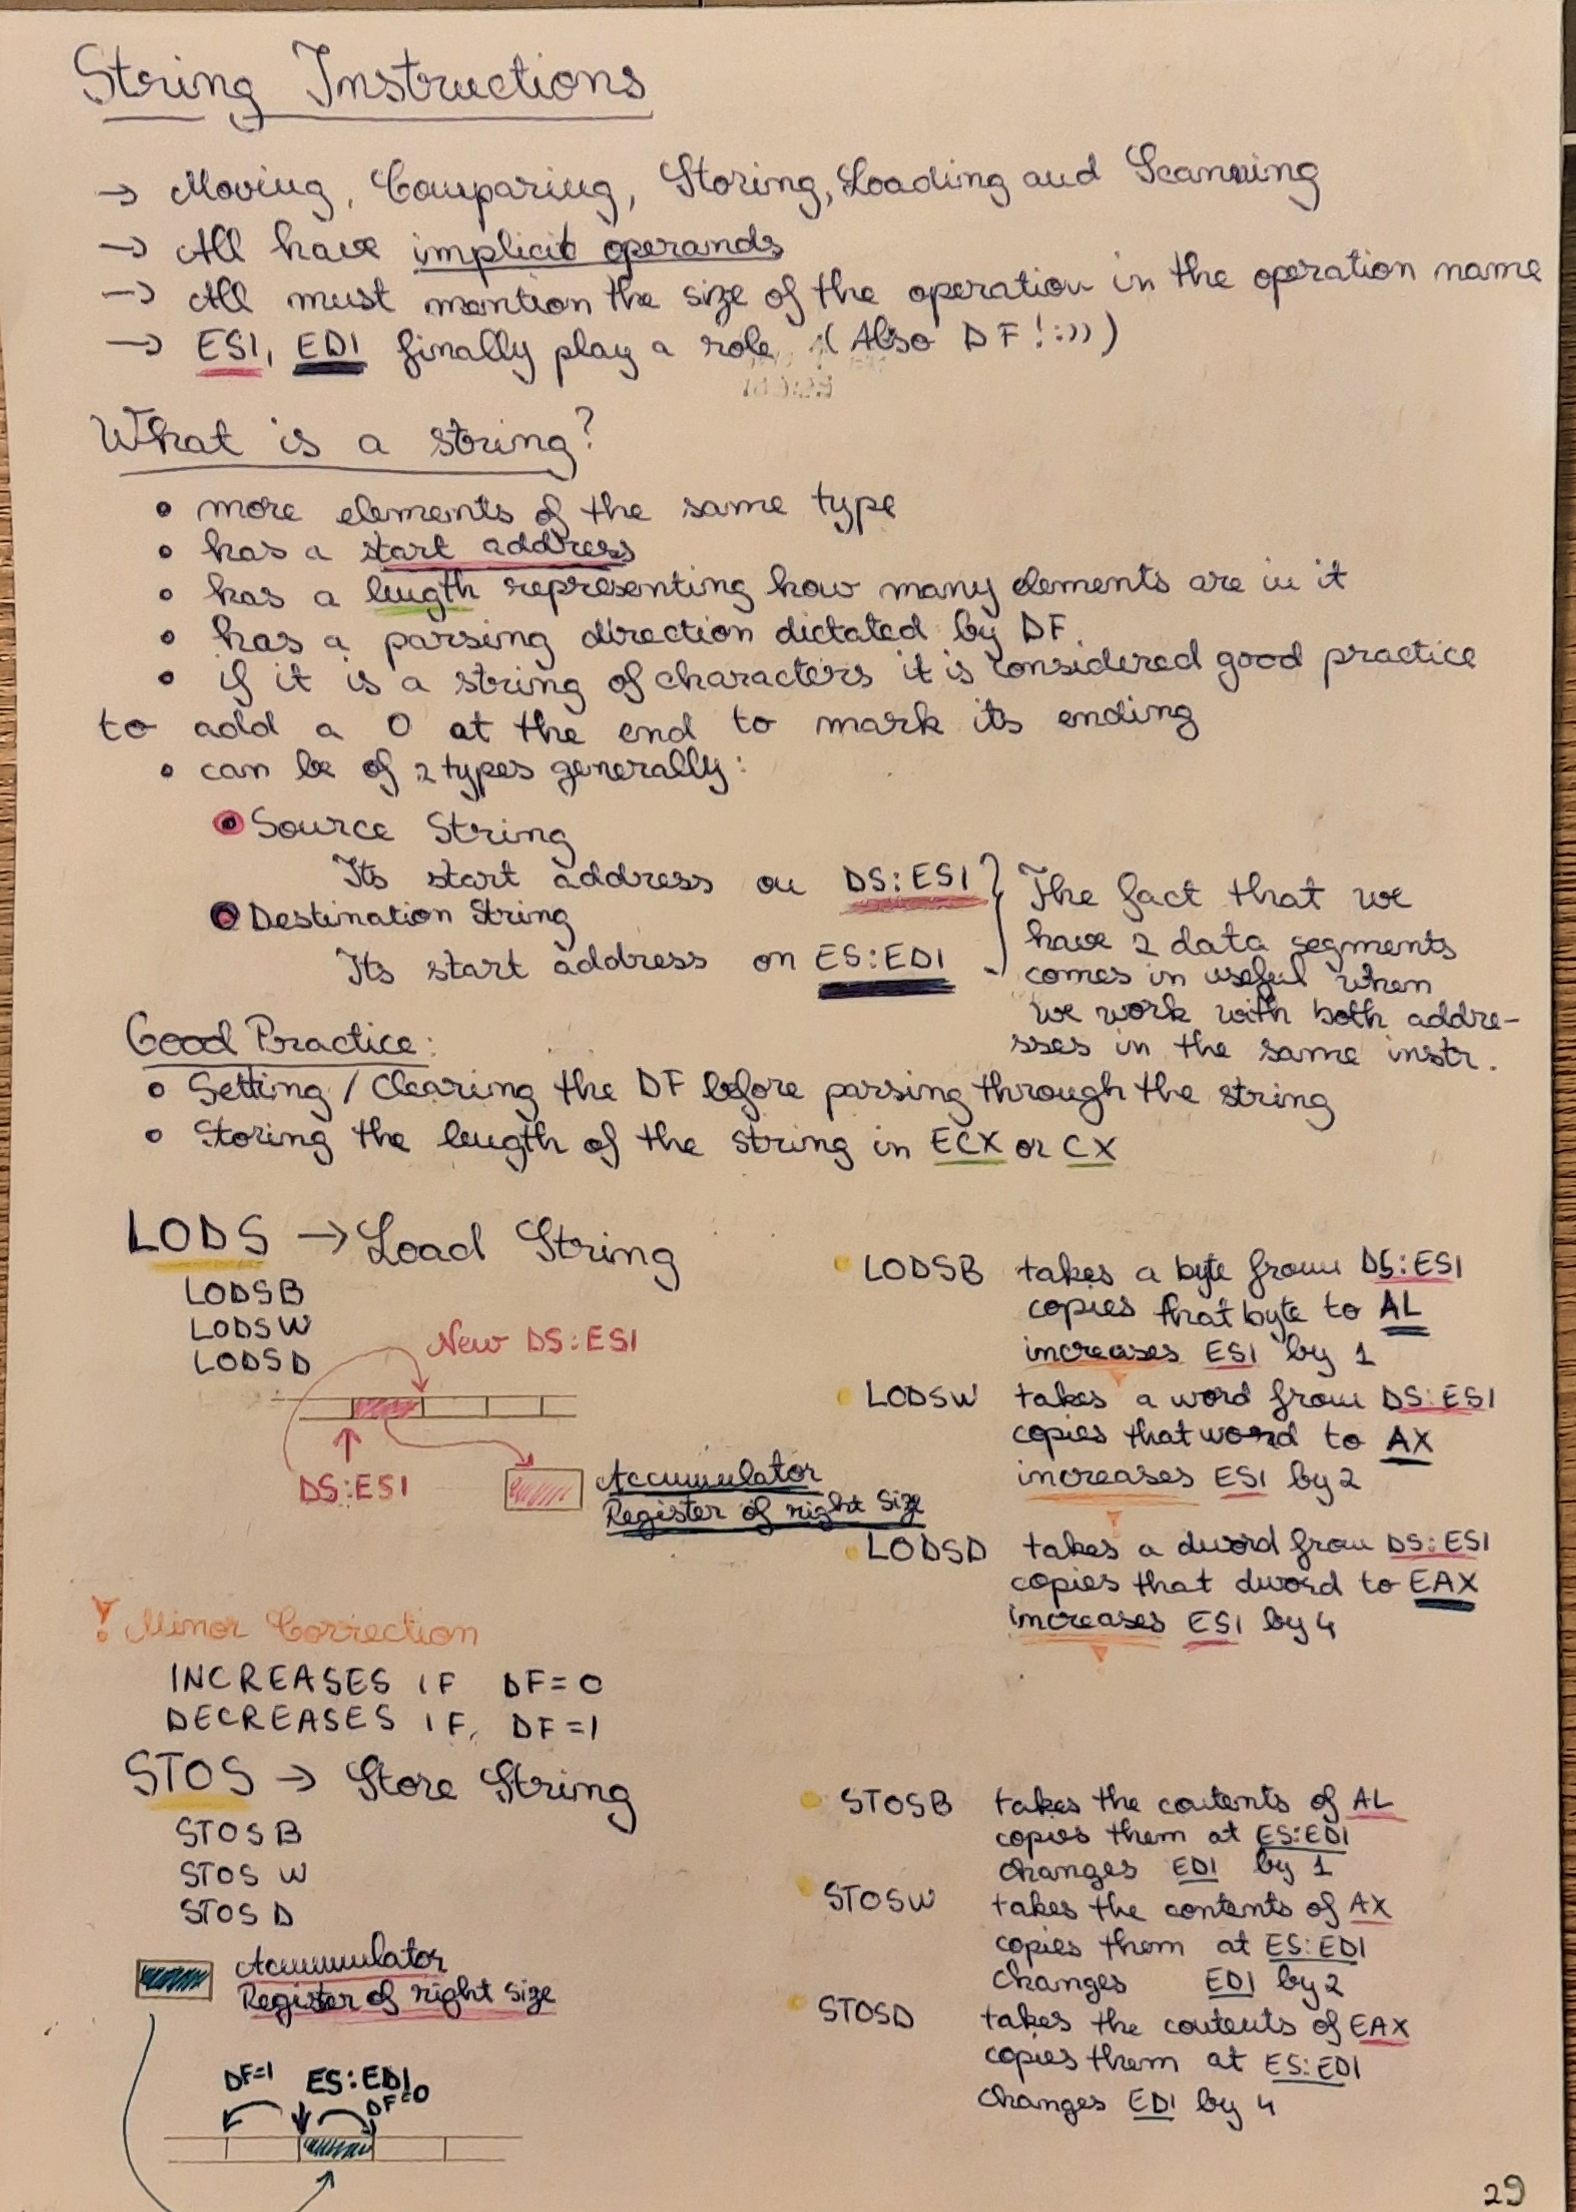 String Instructions
→ Moving, Comparing, Storing, Loading and Scanning
→ All have implicit operands
→ All must mention the size of the operation in the operation name
→ ESI, EDI finally play a role (Also DF!:)))
What is a string?
• more elements of the same type
• has a start address
• has a length representing how many elements are in it
• has a parsing direction dictated by DF.
• if it is a string of characters it is considered good practice
to add a 0 at the end to mark its ending
• can be of 2 types generally:
Source String
Its start address on DS:ESI
Destination String
Its start address on ES:EDI
The fact that we
have 2 data segments
comes in useful when
we work with both addre-
sses in the same instr.
Good Practice:
• Setting / Clearing the DF before parsing through the string
• Storing the length of the string in ECX or CX
LODS → Load String
LODSB
LODSW
LODSD
New DS:ESI
DS:ESI
Accumulator
Register of right size
• LODSB takes a byte from DS:ESI
copies that byte to AL
increases ESI by 1
• LODSW takes a word from DS:ESI
copies that word to AX
increases ESI by 2
• LODSD takes a dword from DS:ESI
copies that dword to EAX
increases ESI by 4
! Minor Correction
INCREASES IF DF=0
DECREASES IF DF=1
STOS → Store String
STOSB
STOSW
STOSD
Accumulator
Register of right size
DF=1 ES:EDI
DF=0
• STOSB takes the contents of AL
copies them at ES:EDI
changes EDI by 1
• STOSW takes the contents of AX
copies them at ES:EDI
changes EDI by 2
• STOSD takes the contents of EAX
copies them at ES:EDI
changes EDI by 4
29